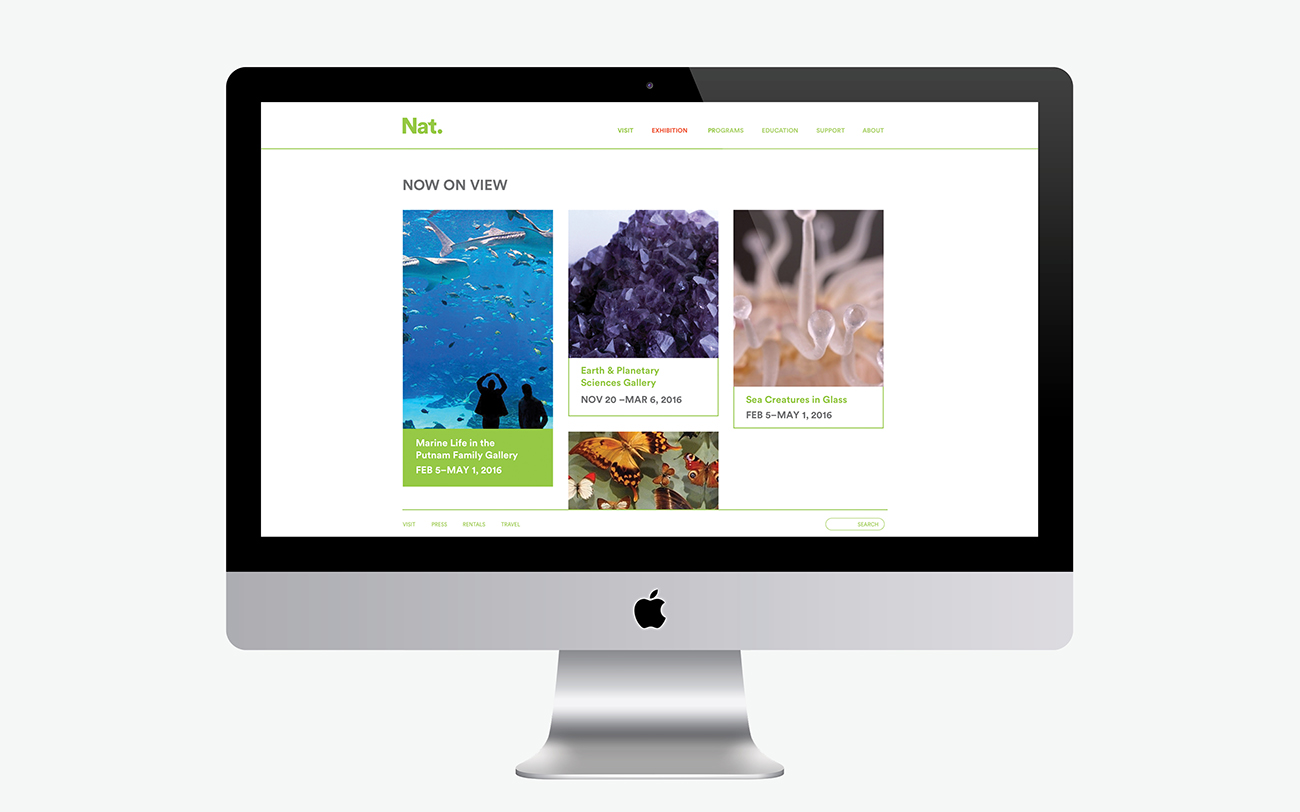 Nat.
VISIT EXHIBITION PROGRAMS EDUCATION SUPPORT ABOUT
NOW ON VIEW
Marine Life in the
Putnam Family Gallery
FEB 5–MAY 1, 2016
Earth & Planetary
Sciences Gallery
NOV 20 –MAR 6, 2016
Sea Creatures in Glass
FEB 5–MAY 1, 2016
VISIT PRESS RENTALS TRAVEL
SEARCH